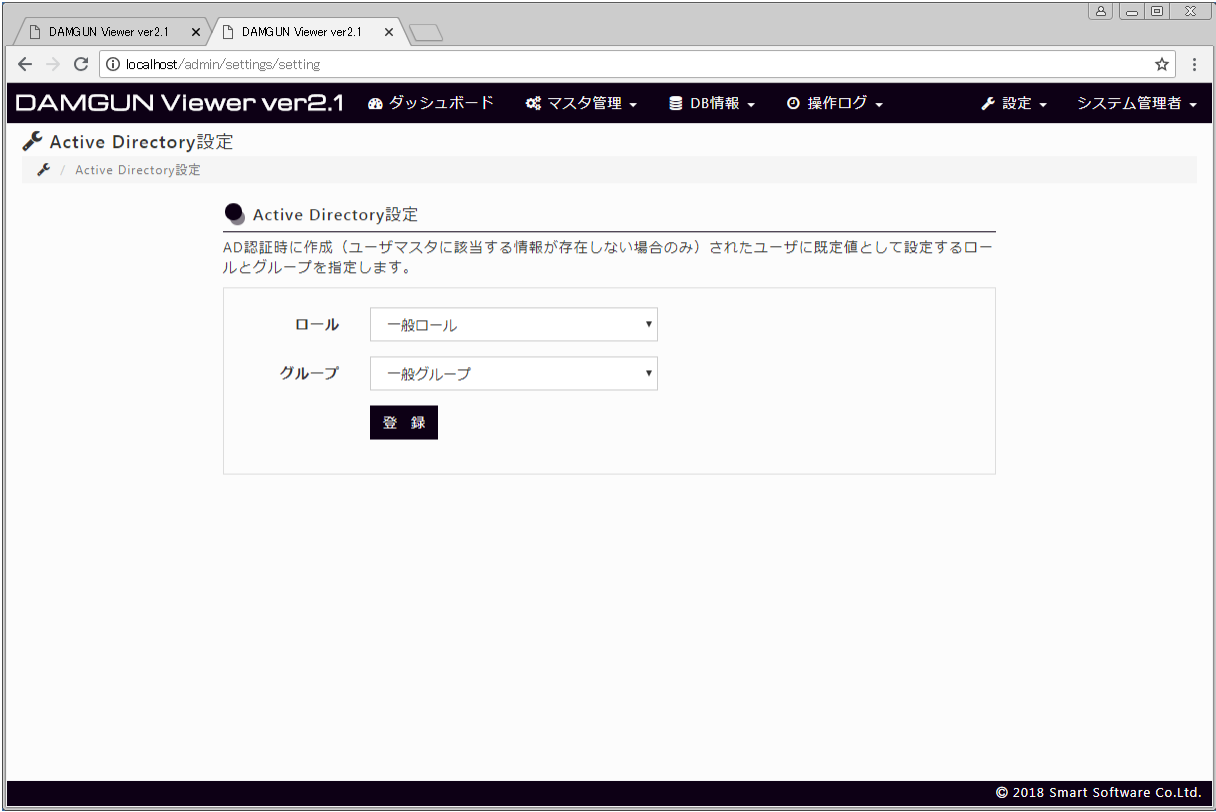 DAMGUN Viewer ver2.1
DAMGUN Viewer ver2.1
localhost/admin/settings/setting
DAMGUN Viewer ver2.1 ダッシュボード マスタ管理 DB情報 操作ログ 設定 システム管理者
Active Directory設定
/ Active Directory設定
Active Directory設定
AD認証時に作成（ユーザマスタに該当する情報が存在しない場合のみ）されたユーザに既定値として設定するロー
ルとグループを指定します。
ロール 一般ロール
グループ 一般グループ
登 録
© 2018 Smart Software Co.Ltd.